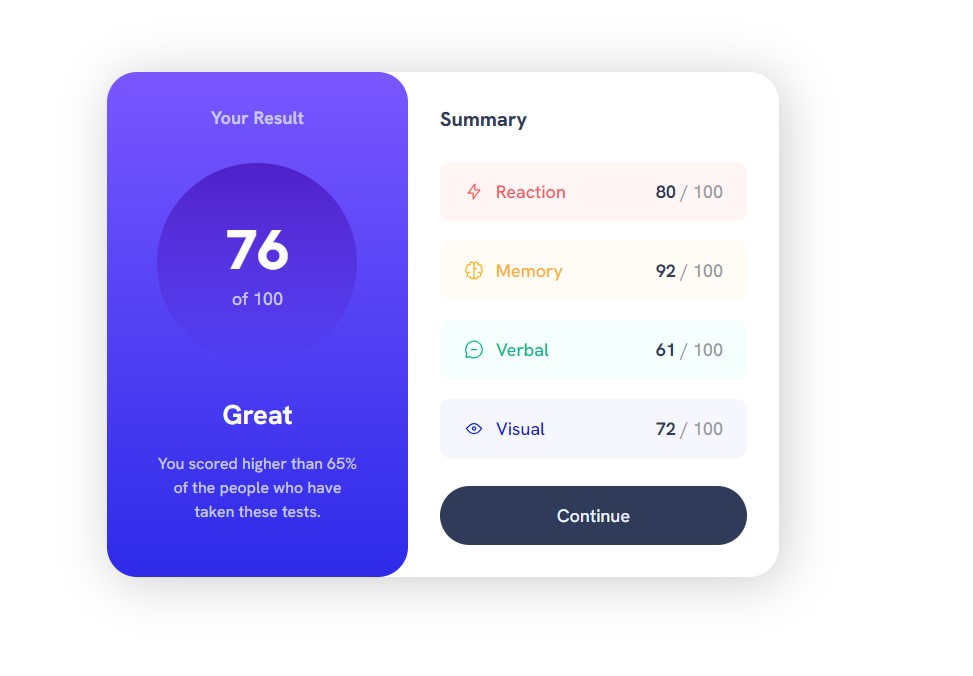 Your Result
76
of 100
Great
You scored higher than 65%
of the people who have
taken these tests.
Summary
Reaction 80 / 100
Memory 92 / 100
Verbal 61 / 100
Visual 72 / 100
Continue